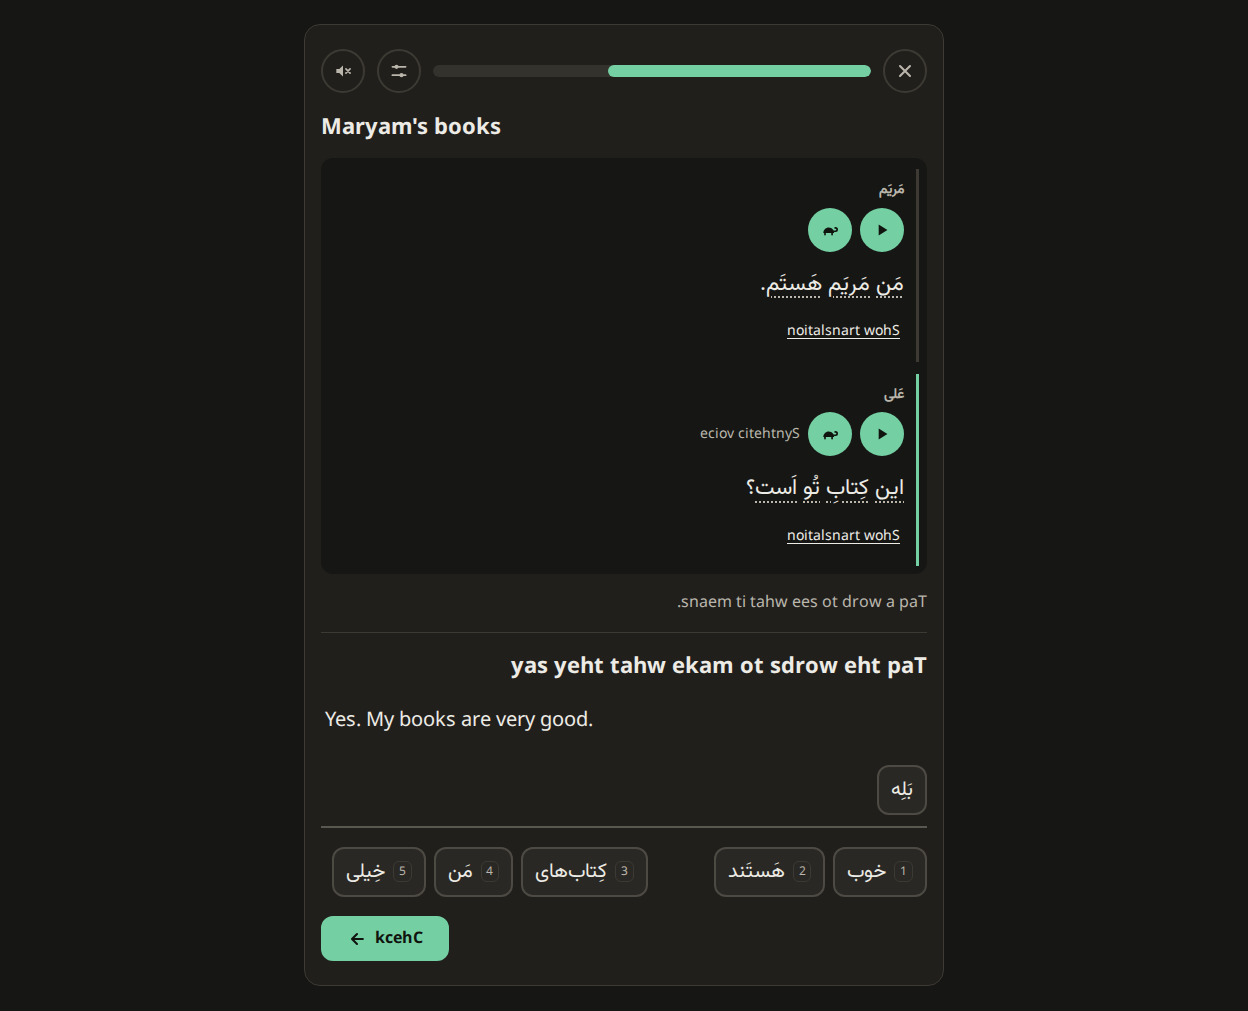 Maryam's books
مَریَم
مَن مَریَم هَستَم.
noitalsnart wohS
عَلی
eciov citehtnyS
این کِتابِ تُو اَست؟
noitalsnart wohS
.snaem ti tahw ees ot drow a paT
yas yeht tahw ekam ot sdrow eht paT
Yes. My books are very good.
بَلِه
1 خوب 2 هَستَند 3 کِتاب‌های 4 مَن 5 خِیلی
kcehC